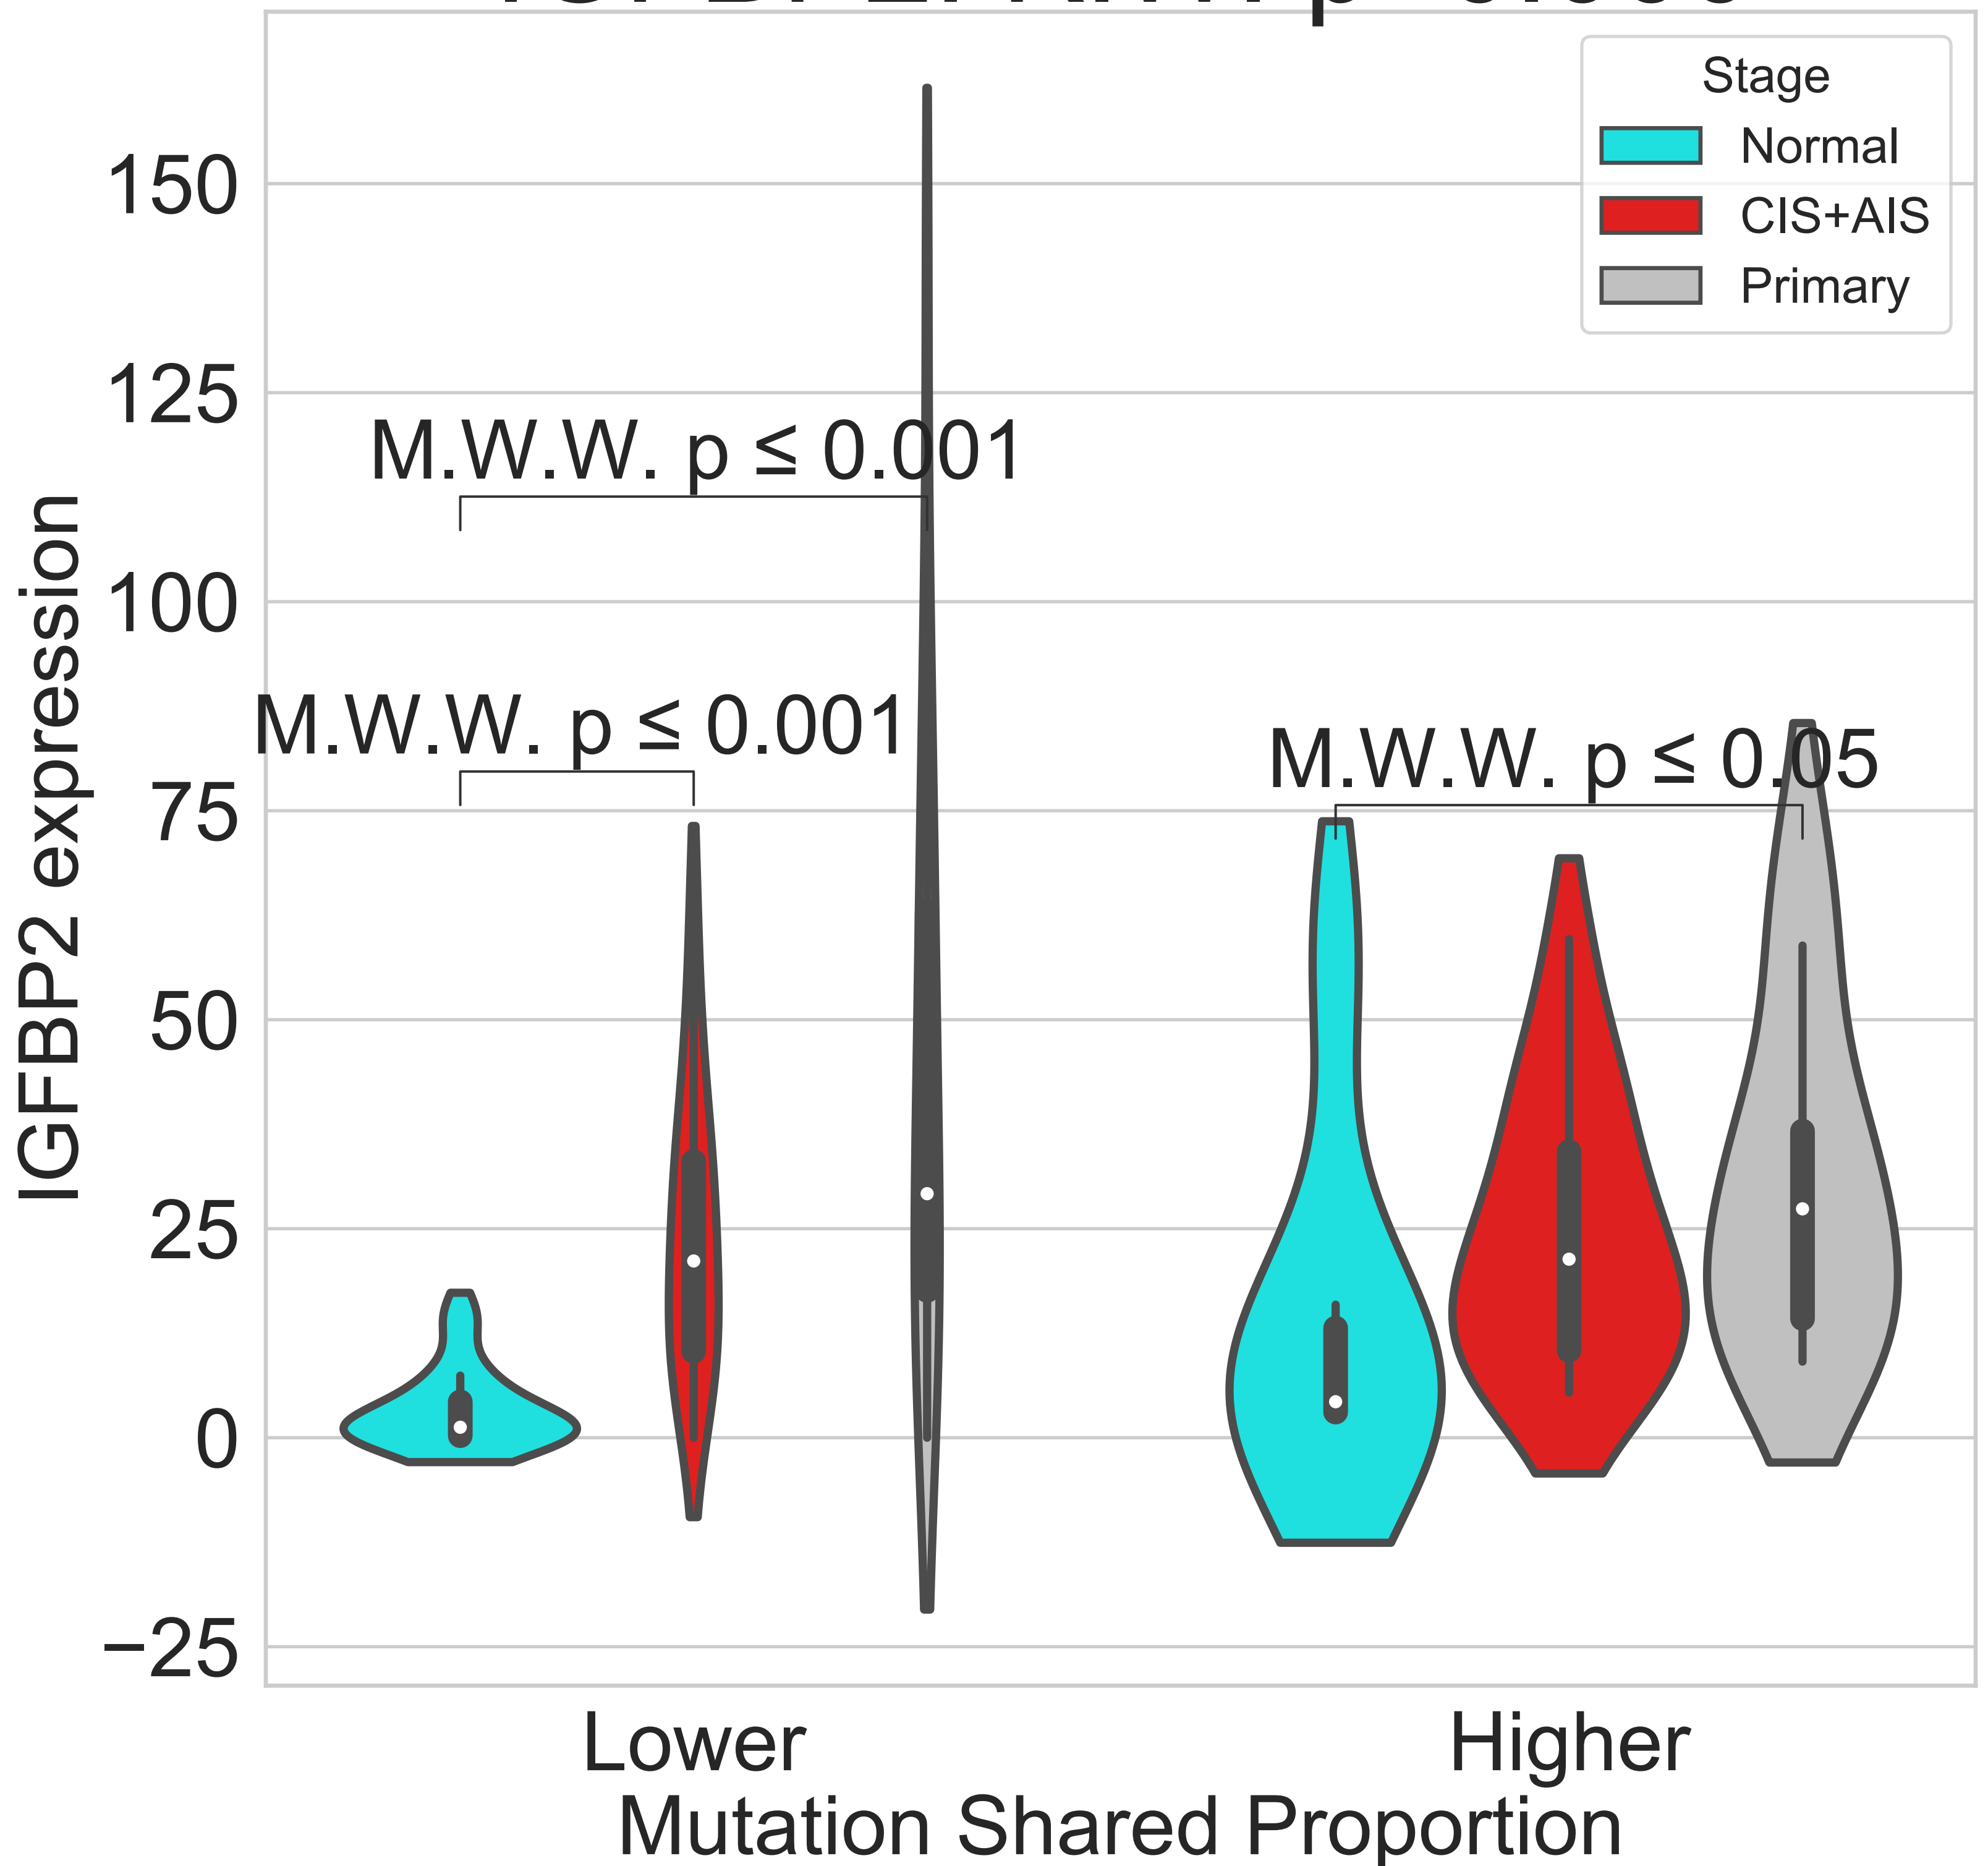 Stage
Normal
CIS+AIS
Primary
150
125
100
75
50
25
0
−25
IGFBP2 expression
M.W.W. p ≤ 0.001
M.W.W. p ≤ 0.001
M.W.W. p ≤ 0.05
Lower
Higher
Mutation Shared Proportion